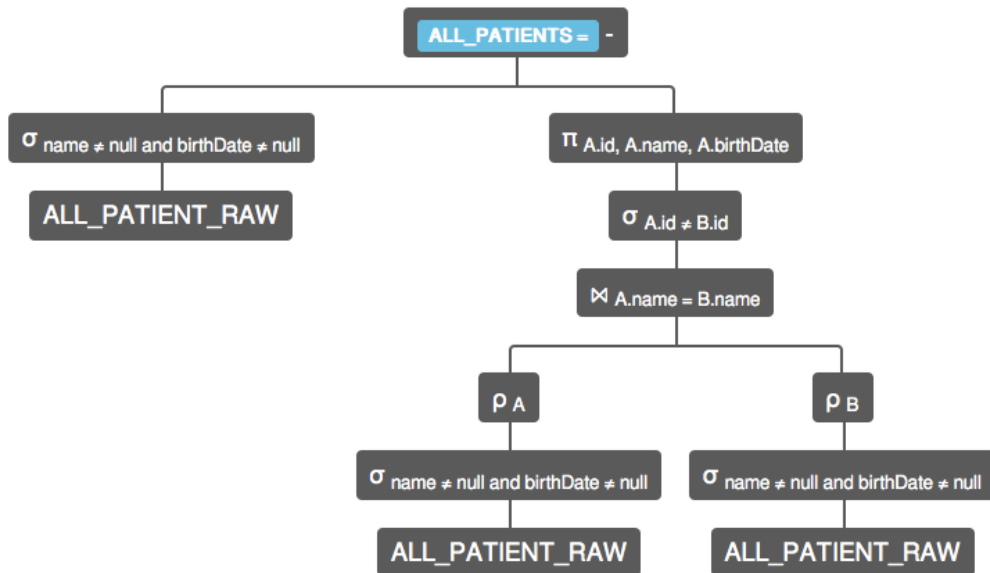 ALL_PATIENTS = -
σ name ≠ null and birthDate ≠ null
π A.id, A.name, A.birthDate
ALL_PATIENT_RAW
σ A.id ≠ B.id
⋈ A.name = B.name
ρ A
ρ B
σ name ≠ null and birthDate ≠ null
σ name ≠ null and birthDate ≠ null
ALL_PATIENT_RAW
ALL_PATIENT_RAW